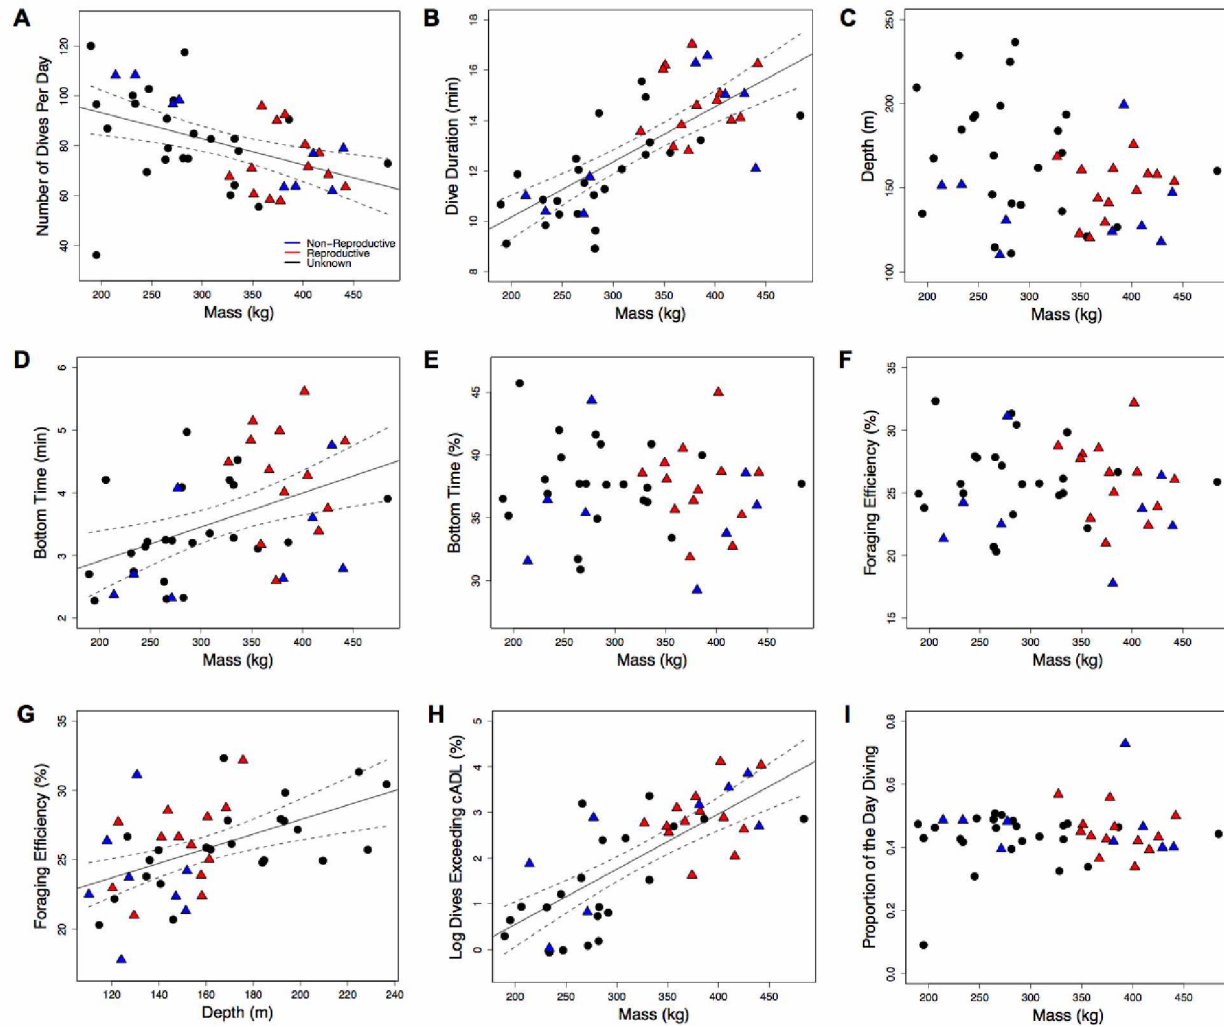 A
Number of Dives Per Day
120
100
80
60
40
Non-Reproductive
Reproductive
Unknown
200 250 300 350 400 450
Mass (kg)
B
Dive Duration (min)
18
16
14
12
10
8
200 250 300 350 400 450
Mass (kg)
C
Depth (m)
250
200
150
100
200 250 300 350 400 450
Mass (kg)
D
Bottom Time (min)
6
5
4
3
2
200 250 300 350 400 450
Mass (kg)
E
Bottom Time (%)
45
40
35
30
200 250 300 350 400 450
Mass (kg)
F
Foraging Efficiency (%)
35
30
25
20
15
200 250 300 350 400 450
Mass (kg)
G
Foraging Efficiency (%)
35
30
25
20
120 140 160 180 200 220 240
Depth (m)
H
Log Dives Exceeding cADL (%)
5
4
3
2
1
0
200 250 300 350 400 450
Mass (kg)
I
Proportion of the Day Diving
0.8
0.6
0.4
0.2
0.0
200 250 300 350 400 450
Mass (kg)